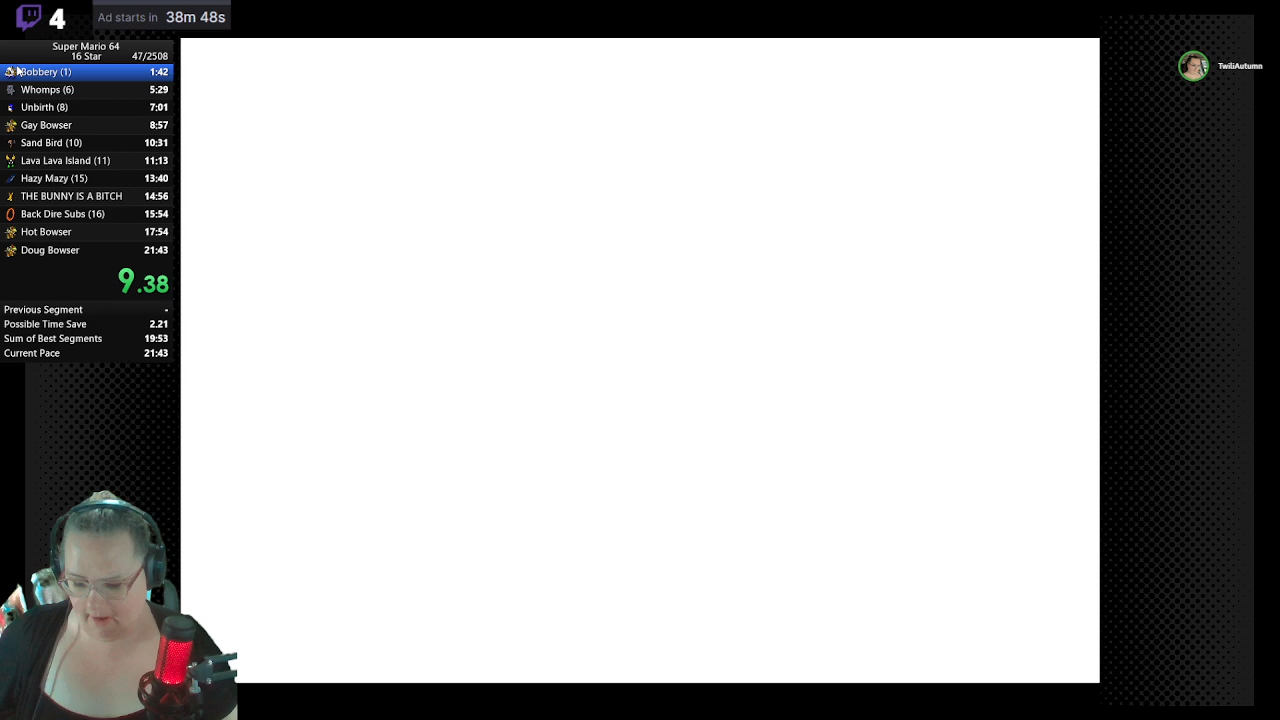 4
Ad starts in 38m 48s
Super Mario 64
16 Star 47/2508
Bobbery (1) 1:42
Whomps (6) 5:29
Unbirth (8) 7:01
Gay Bowser 8:57
Sand Bird (10) 10:31
Lava Lava Island (11) 11:13
Hazy Mazy (15) 13:40
THE BUNNY IS A BITCH 14:56
Back Dire Subs (16) 15:54
Hot Bowser 17:54
Doug Bowser 21:43
9.38
Previous Segment -
Possible Time Save 2.21
Sum of Best Segments 19:53
Current Pace 21:43
TwiliAutumn